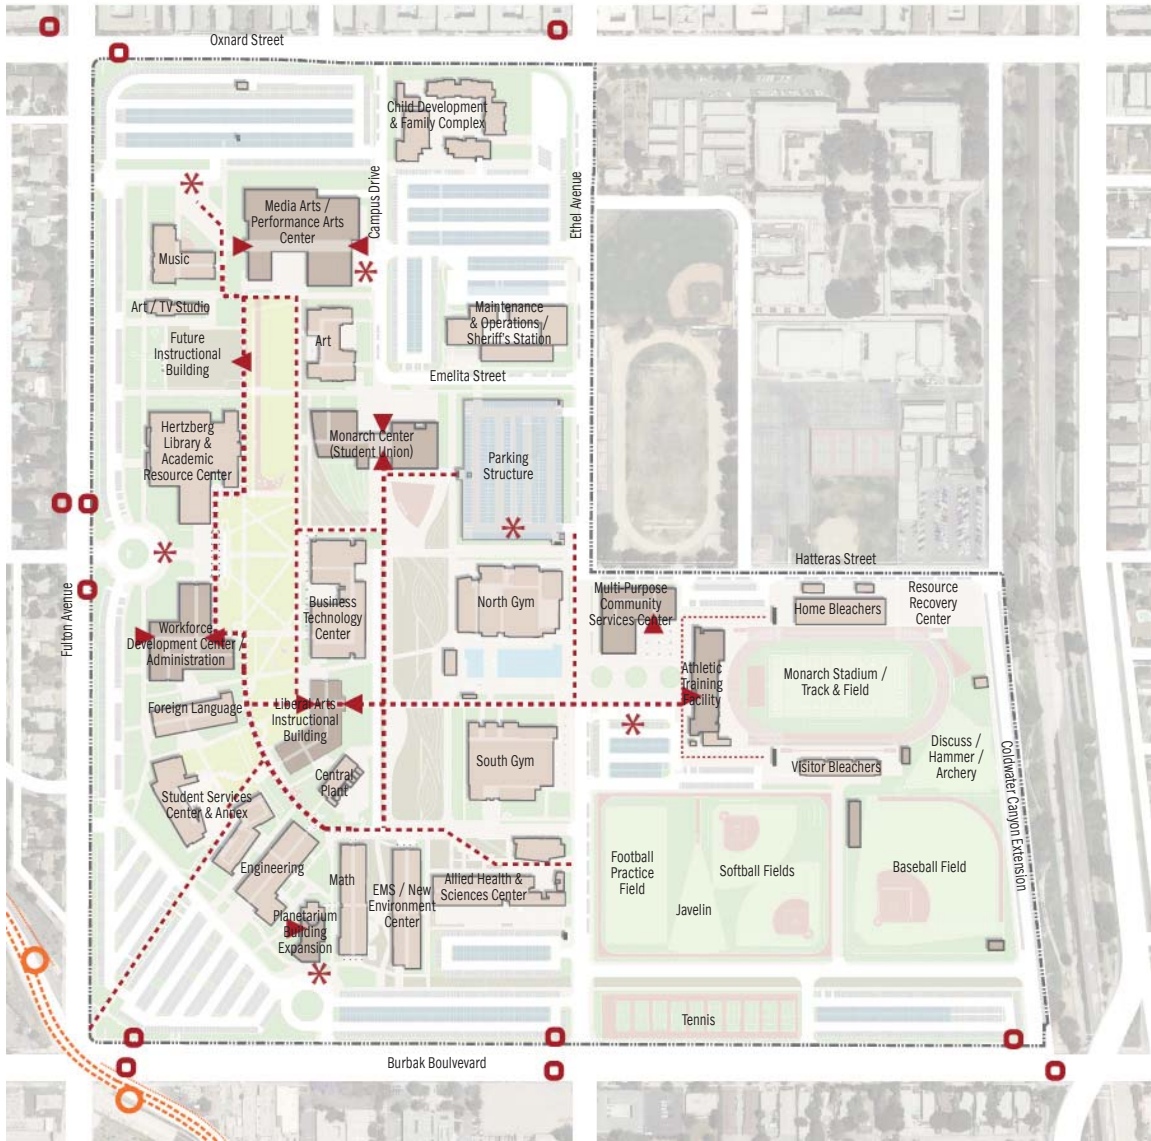 Oxnard Street
Child Development
& Family Complex
Campus Drive
Ethel Avenue
Media Arts /
Performance Arts
Center
Music
Art / TV Studio
Future
Instructional
Building
Art
Maintenance
& Operations /
Sheriff's Station
Emelita Street
Hertzberg
Library &
Academic
Resource Center
Monarch Center
(Student Union)
Parking
Structure
Hatteras Street
Fulton Avenue
Workforce
Development Center /
Administration
Business
Technology
Center
North Gym
Multi-Purpose
Community
Services Center
Home Bleachers
Resource
Recovery
Center
Athletic
Training
Facility
Monarch Stadium /
Track & Field
Foreign Language
Liberal Arts
Instructional
Building
South Gym
Visitor Bleachers
Discuss /
Hammer /
Archery
Coldwater Canyon Extension
Central
Plant
Student Services
Center & Annex
Engineering
Math
EMS / New
Environment
Center
Allied Health &
Sciences Center
Football
Practice
Field
Javelin
Softball Fields
Baseball Field
Planetarium
Building
Expansion
Tennis
Burbak Boulvevard